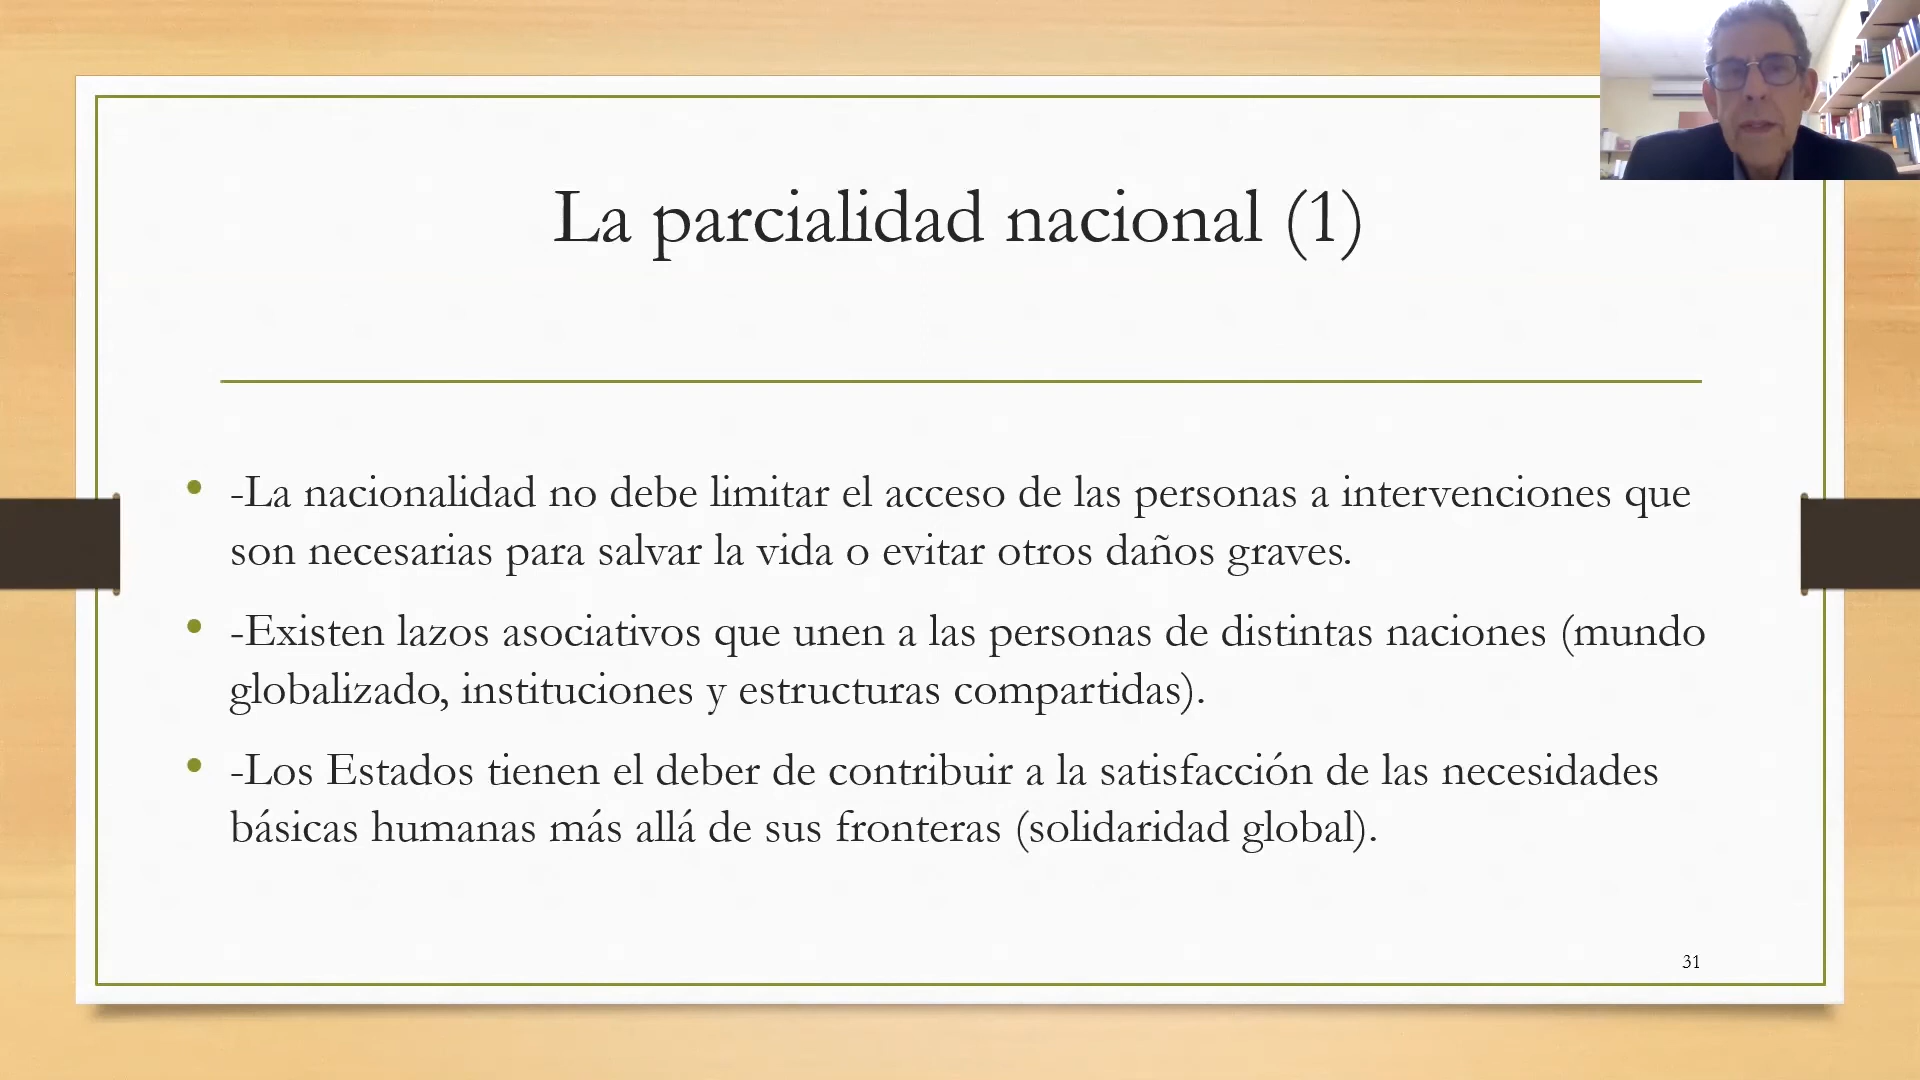 La parcialidad nacional (1)
• -La nacionalidad no debe limitar el acceso de las personas a intervenciones que
son necesarias para salvar la vida o evitar otros daños graves.
• -Existen lazos asociativos que unen a las personas de distintas naciones (mundo
globalizado, instituciones y estructuras compartidas).
• -Los Estados tienen el deber de contribuir a la satisfacción de las necesidades
básicas humanas más allá de sus fronteras (solidaridad global).
31